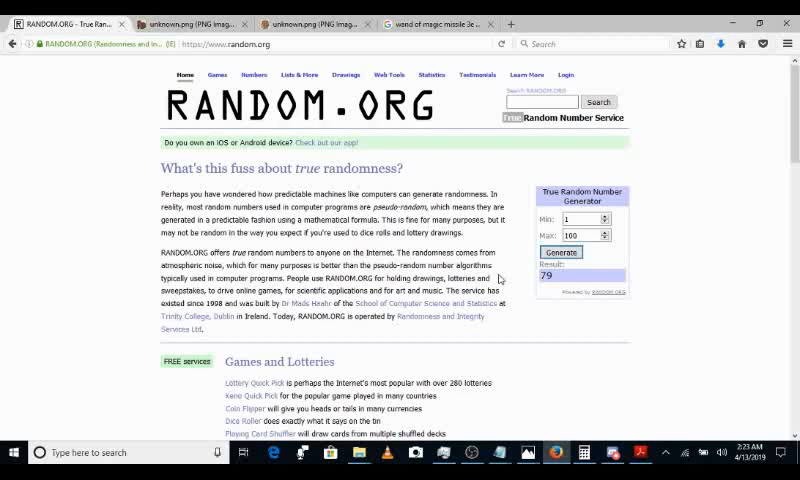 RANDOM.ORG - True Ran...
unknown.png (PNG Imag...
unknown.png (PNG Imag...
wand of magic missile 3e ...
RANDOM.ORG (Randomness and In... (IE)
https://www.random.org
Search
Home Games Numbers Lists & More Drawings Web Tools Statistics Testimonials Learn More Login
Search RANDOM.ORG
RANDOM.ORG
Search
True Random Number Service
Do you own an iOS or Android device? Check out our app!
What's this fuss about true randomness?
Perhaps you have wondered how predictable machines like computers can generate randomness. In
reality, most random numbers used in computer programs are pseudo-random, which means they are
generated in a predictable fashion using a mathematical formula. This is fine for many purposes, but it
may not be random in the way you expect if you're used to dice rolls and lottery drawings.
RANDOM.ORG offers true random numbers to anyone on the Internet. The randomness comes from
atmospheric noise, which for many purposes is better than the pseudo-random number algorithms
typically used in computer programs. People use RANDOM.ORG for holding drawings, lotteries and
sweepstakes, to drive online games, for scientific applications and for art and music. The service has
existed since 1998 and was built by Dr Mads Haahr of the School of Computer Science and Statistics at
Trinity College, Dublin in Ireland. Today, RANDOM.ORG is operated by Randomness and Integrity
Services Ltd.
True Random Number
Generator
Min: 1
Max: 100
Generate
Result:
79
Powered by RANDOM.ORG
FREE services
Games and Lotteries
Lottery Quick Pick is perhaps the Internet's most popular with over 280 lotteries
Keno Quick Pick for the popular game played in many countries
Coin Flipper will give you heads or tails in many currencies
Dice Roller does exactly what it says on the tin
Playing Card Shuffler will draw cards from multiple shuffled decks
Type here to search
2:23 AM
4/13/2019